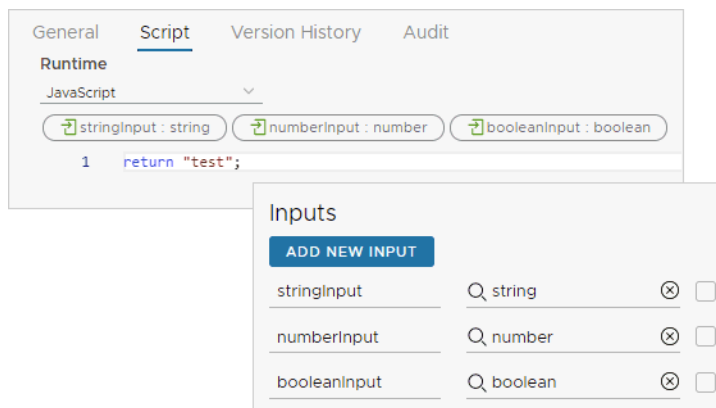 General Script Version History Audit
Runtime
JavaScript
stringInput : string numberInput : number booleanInput : boolean
1 return "test";
Inputs
ADD NEW INPUT
stringInput string
numberInput number
booleanInput boolean